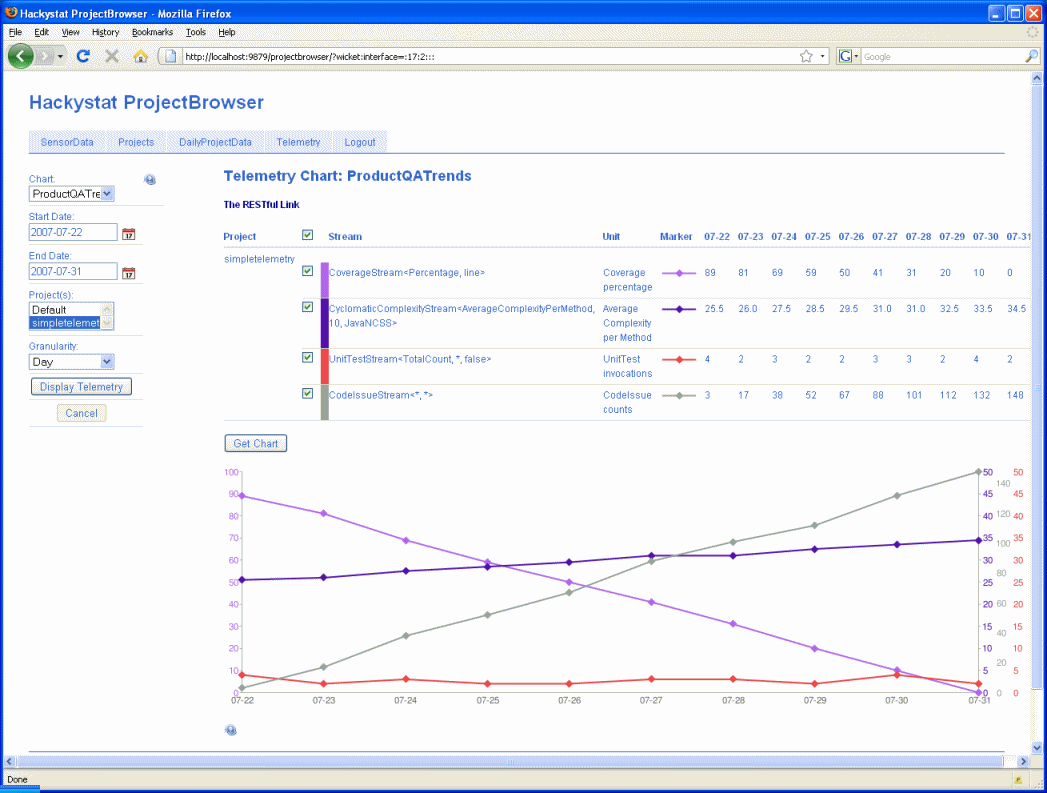 Hackystat ProjectBrowser - Mozilla Firefox
File Edit View History Bookmarks Tools Help
http://localhost:9879/projectbrowser/?wicket:interface=:17:2:::
G Google
Hackystat ProjectBrowser
SensorData Projects DailyProjectData Telemetry Logout
Chart:
ProductQATre
Start Date:
2007-07-22
17
End Date:
2007-07-31
17
Project(s):
Default
simpletelemet
Granularity:
Day
Display Telemetry
Cancel
Telemetry Chart: ProductQATrends
The RESTful Link
Project Stream Unit Marker 07-22 07-23 07-24 07-25 07-26 07-27 07-28 07-29 07-30 07-31
simpletelemetry
CoverageStream<Percentage, line> Coverage 89 81 69 59 50 41 31 20 10 0
percentage
CyclomaticComplexityStream<AverageComplexityPerMethod, Average 25.5 26.0 27.5 28.5 29.5 31.0 31.0 32.5 33.5 34.5
10, JavaNCSS> Complexity
per Method
UnitTestStream<TotalCount, *, false> UnitTest 4 2 3 2 2 3 3 2 4 2
invocations
CodeIssueStream<*, *> CodeIssue 3 17 38 52 67 88 101 112 132 148
counts
Get Chart
100
90
80
70
60
50
40
30
20
10
0
07-22 07-23 07-24 07-25 07-26 07-27 07-28 07-29 07-30 07-31
50
45
40
35
30
25
20
15
10
5
0
140
120
100
80
60
40
20
0
50
45
40
35
30
25
20
15
10
5
0
Done